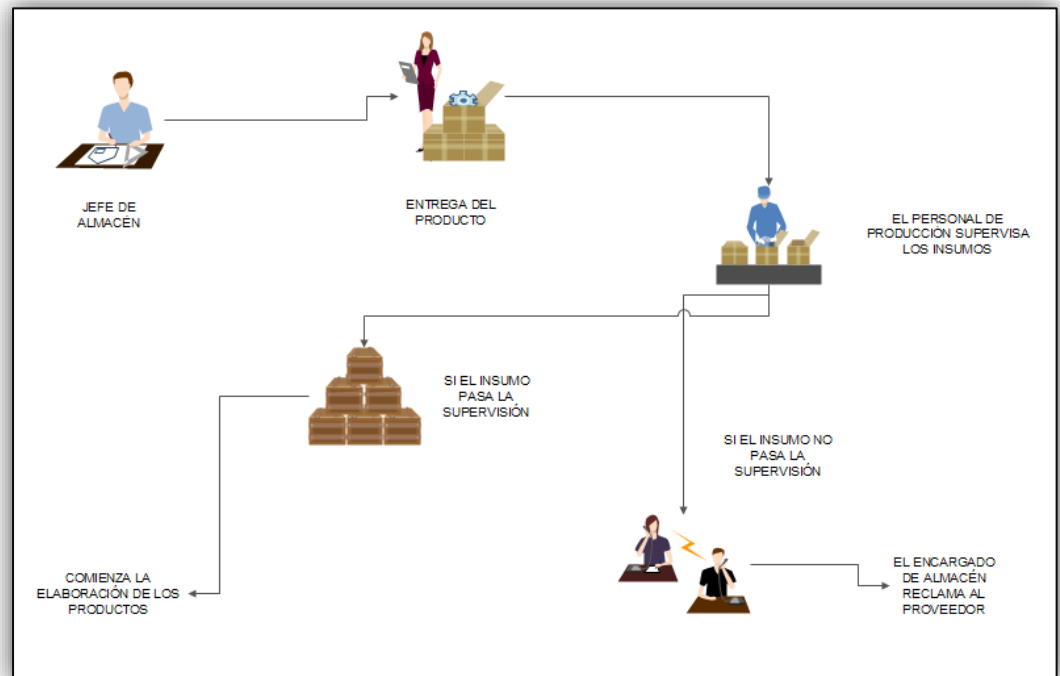 JEFE DE
ALMACÉN
ENTREGA DEL
PRODUCTO
EL PERSONAL DE
PRODUCCIÓN SUPERVISA
LOS INSUMOS
SI EL INSUMO
PASA LA
SUPERVISIÓN
SI EL INSUMO NO
PASA LA
SUPERVISIÓN
COMIENZA LA
ELABORACIÓN DE LOS
PRODUCTOS
EL ENCARGADO
DE ALMACÉN
RECLAMA AL
PROVEEDOR